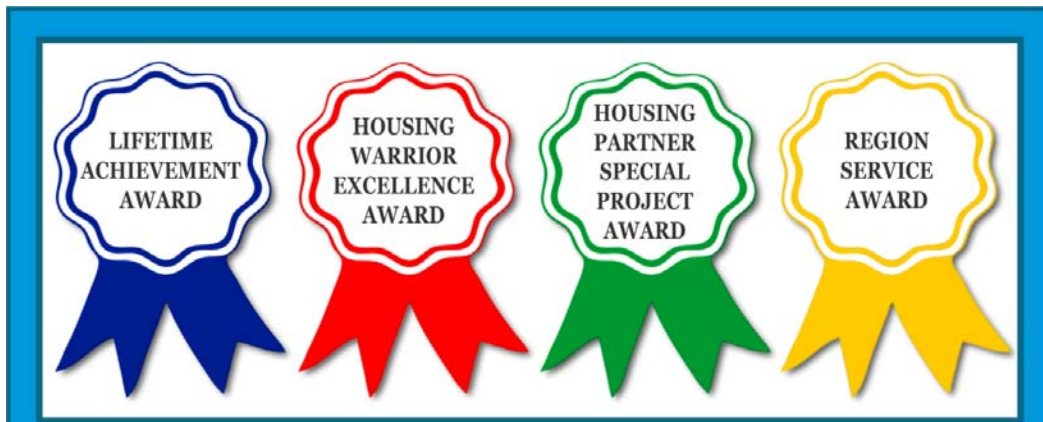 LIFETIME
ACHIEVEMENT
AWARD
HOUSING
WARRIOR
EXCELLENCE
AWARD
HOUSING
PARTNER
SPECIAL
PROJECT
AWARD
REGION
SERVICE
AWARD